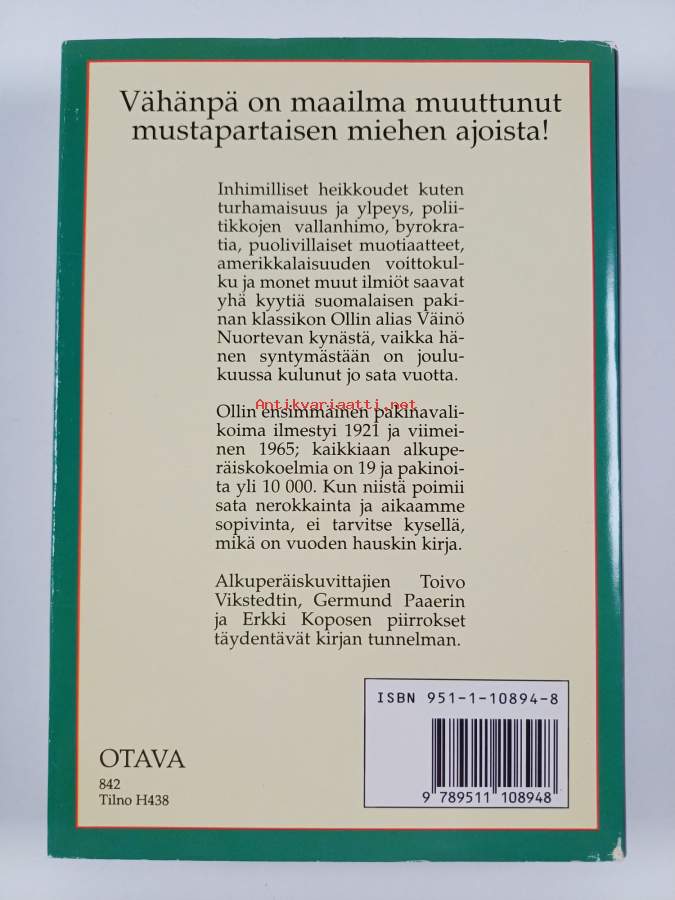 Vähänpä on maailma muuttunut
mustapartaisen miehen ajoista!
Inhimilliset heikkoudet kuten
turhamaisuus ja ylpeys, polii-
tikkojen vallanhimo, byrokra-
tia, puolivillaiset muotiaatteet,
amerikkalaisuuden voittokul-
ku ja monet muut ilmiöt saavat
yhä kyytiä suomalaisen paki-
nan klassikon Ollin alias Väinö
Nuortevan kynästä, vaikka hä-
nen syntymästään on joulu-
kuussa kulunut jo sata vuotta.
Antikvariaatti.net
Ollin ensimmäinen pakinavali-
koima ilmestyi 1921 ja viimei-
nen 1965; kaikkiaan alkupe-
räiskokoelmia on 19 ja pakinoi-
ta yli 10 000. Kun niistä poimii
sata nerokkainta ja aikaamme
sopivinta, ei tarvitse kysellä,
mikä on vuoden hauskin kirja.
Alkuperäiskuvittajien Toivo
Vikstedtin, Germund Paaerin
ja Erkki Koposen piirrokset
täydentävät kirjan tunnelman.
ISBN 951-1-10894-8
9 789511 108948
OTAVA
842
Tilno H438